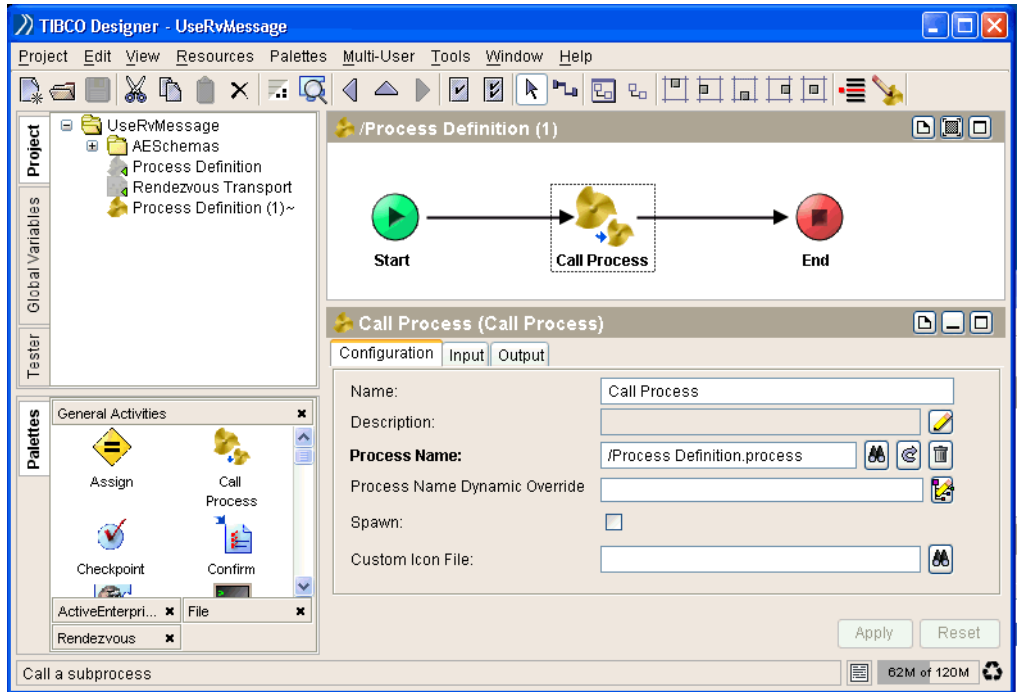 TIBCO Designer - UseRvMessage
Project Edit View Resources Palettes Multi-User Tools Window Help
Project
Global Variables
Tester
UseRvMessage
AESchemas
Process Definition
Rendezvous Transport
Process Definition (1)~
/Process Definition (1)
Start
Call Process
End
Call Process (Call Process)
Configuration Input Output
Name: Call Process
Description:
Process Name: /Process Definition.process
Process Name Dynamic Override
Spawn:
Custom Icon File:
Apply Reset
Palettes
General Activities
Assign
Call
Process
Checkpoint
Confirm
ActiveEnterpri... File
Rendezvous
Call a subprocess
62M of 120M